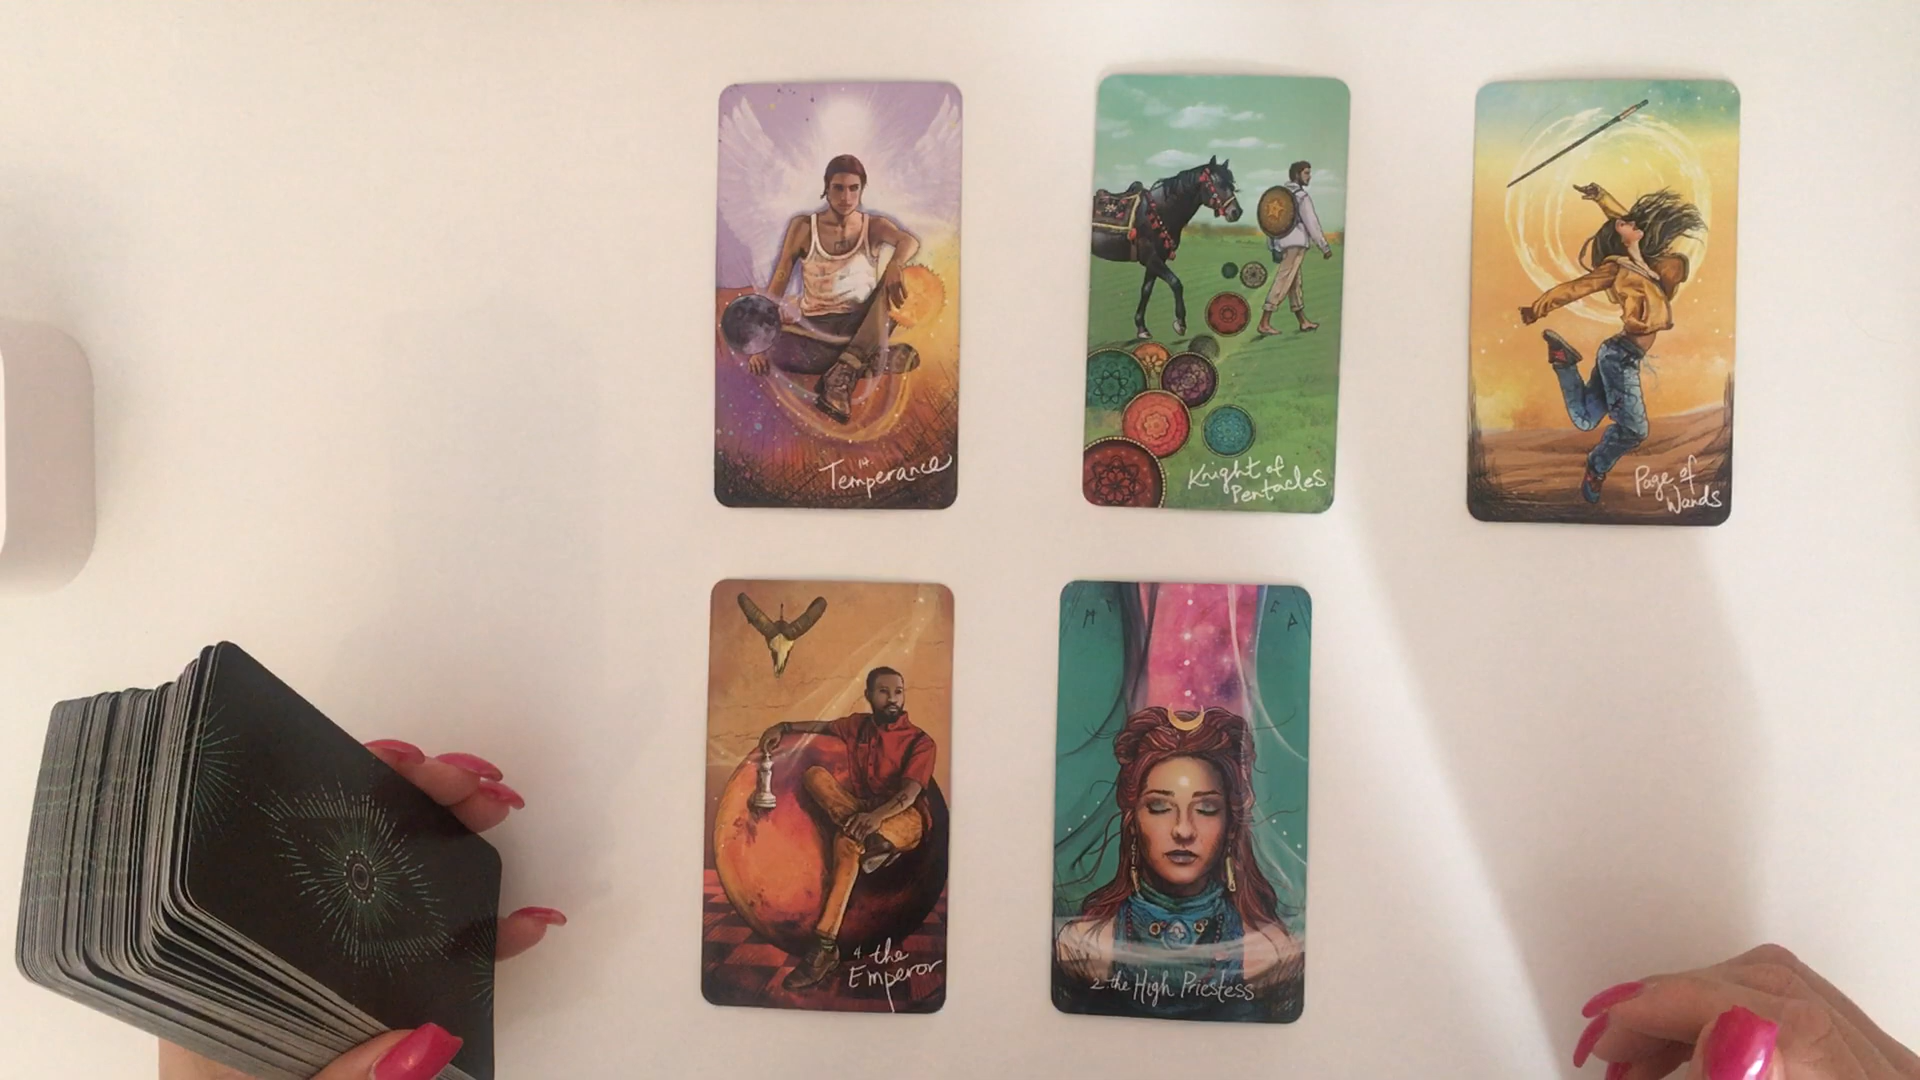 14.
Temperance
Knight of
Pentacles
Page of
Wands
4 the
Emperor
2. the High Priestess